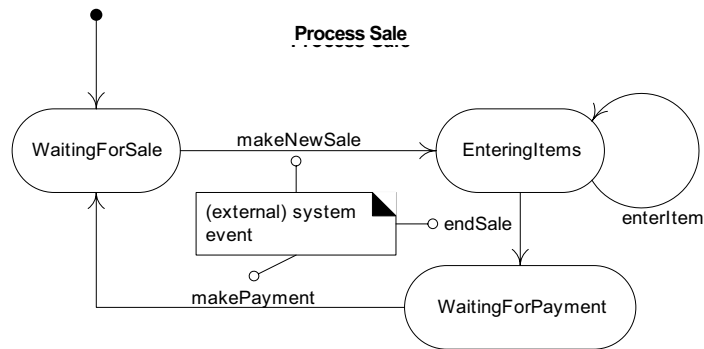 Process Sale
WaitingForSale
makeNewSale
EnteringItems
(external) system
event
endSale
enterItem
makePayment
WaitingForPayment